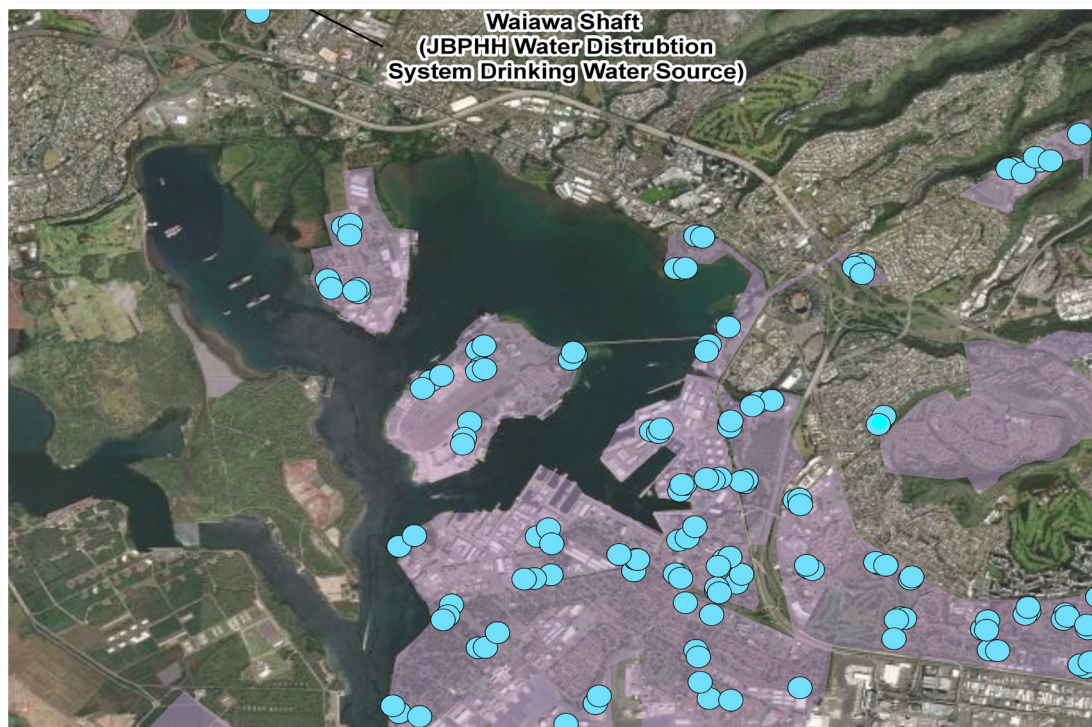 Waiawa Shaft
(JBPHH Water Distrubtion
System Drinking Water Source)